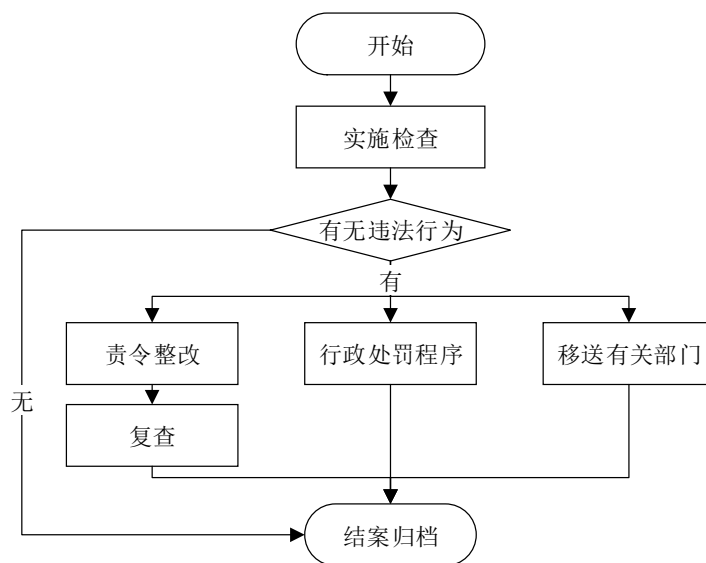 开始
实施检查
有无违法行为
有
责令整改
行政处罚程序
移送有关部门
无
复查
结案归档